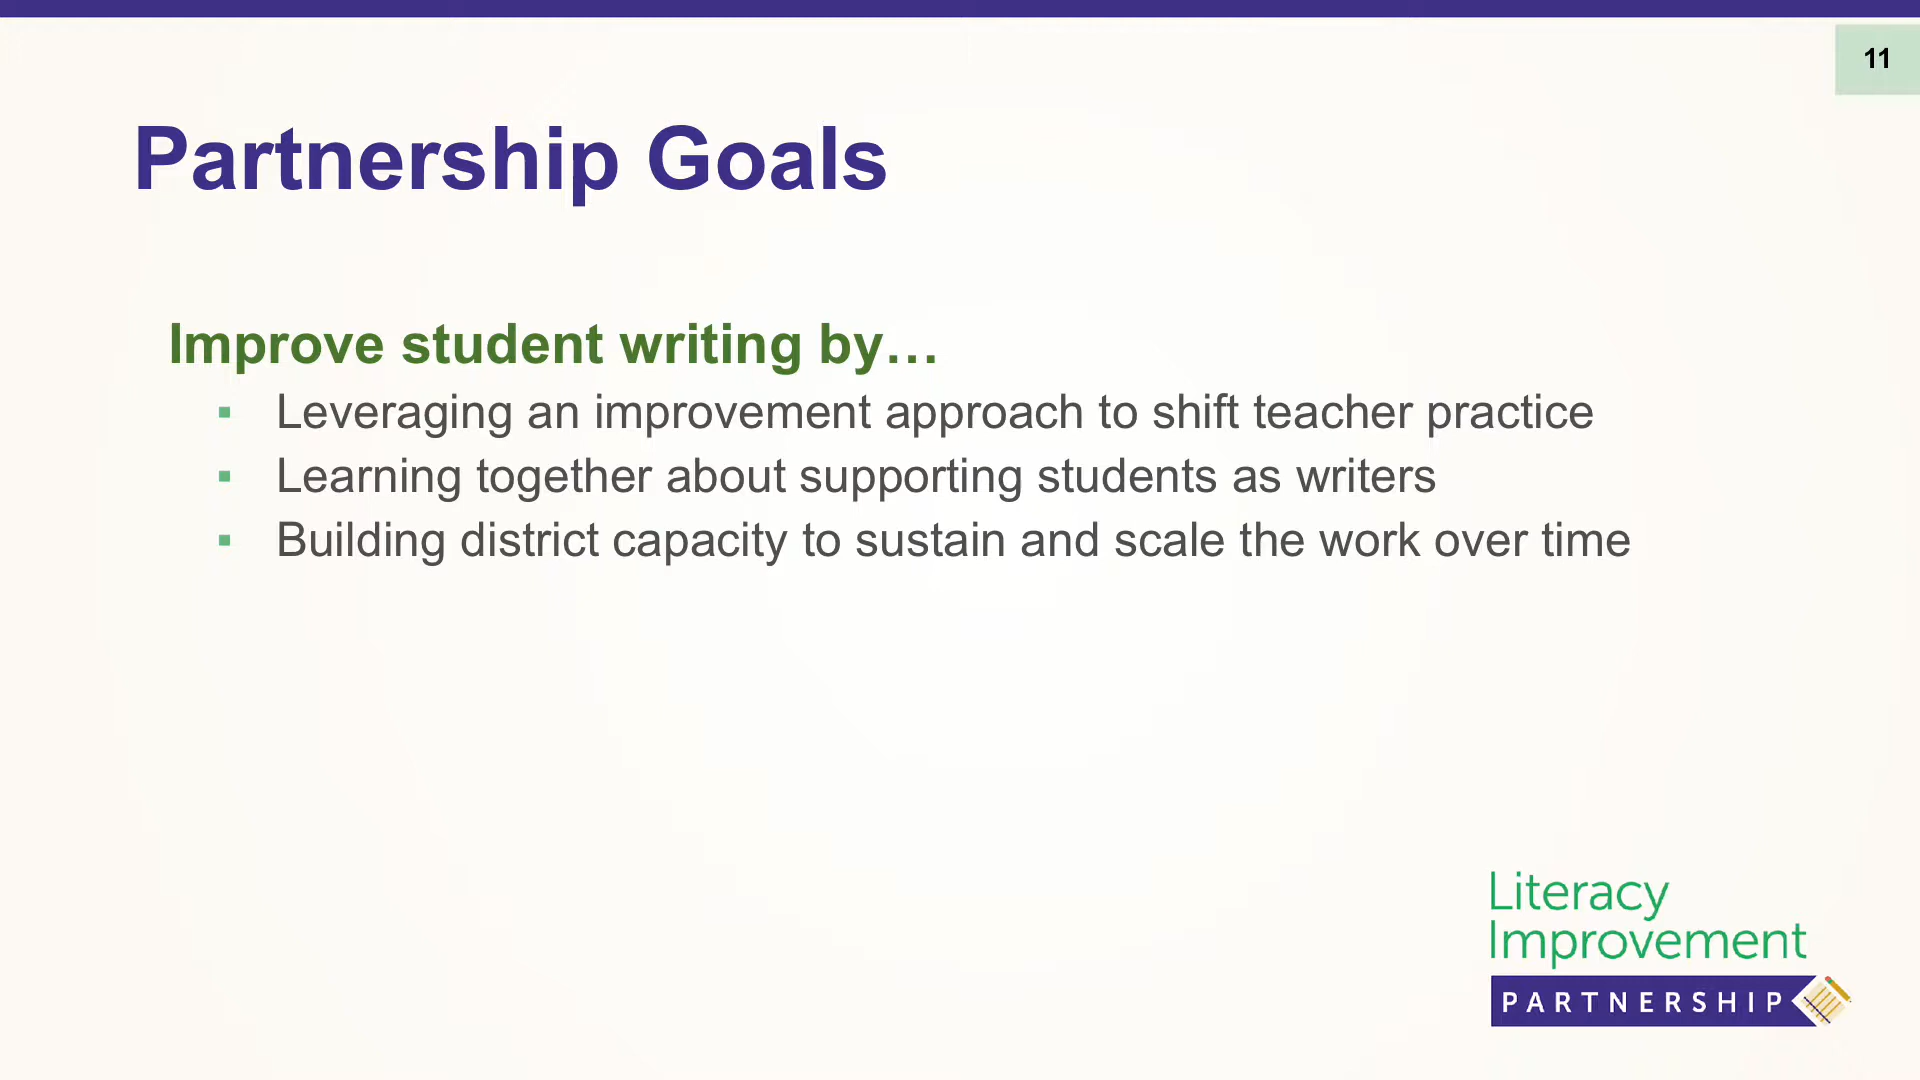 11
Partnership Goals
Improve student writing by…
▪ Leveraging an improvement approach to shift teacher practice
▪ Learning together about supporting students as writers
▪ Building district capacity to sustain and scale the work over time
Literacy
Improvement
PARTNERSHIP